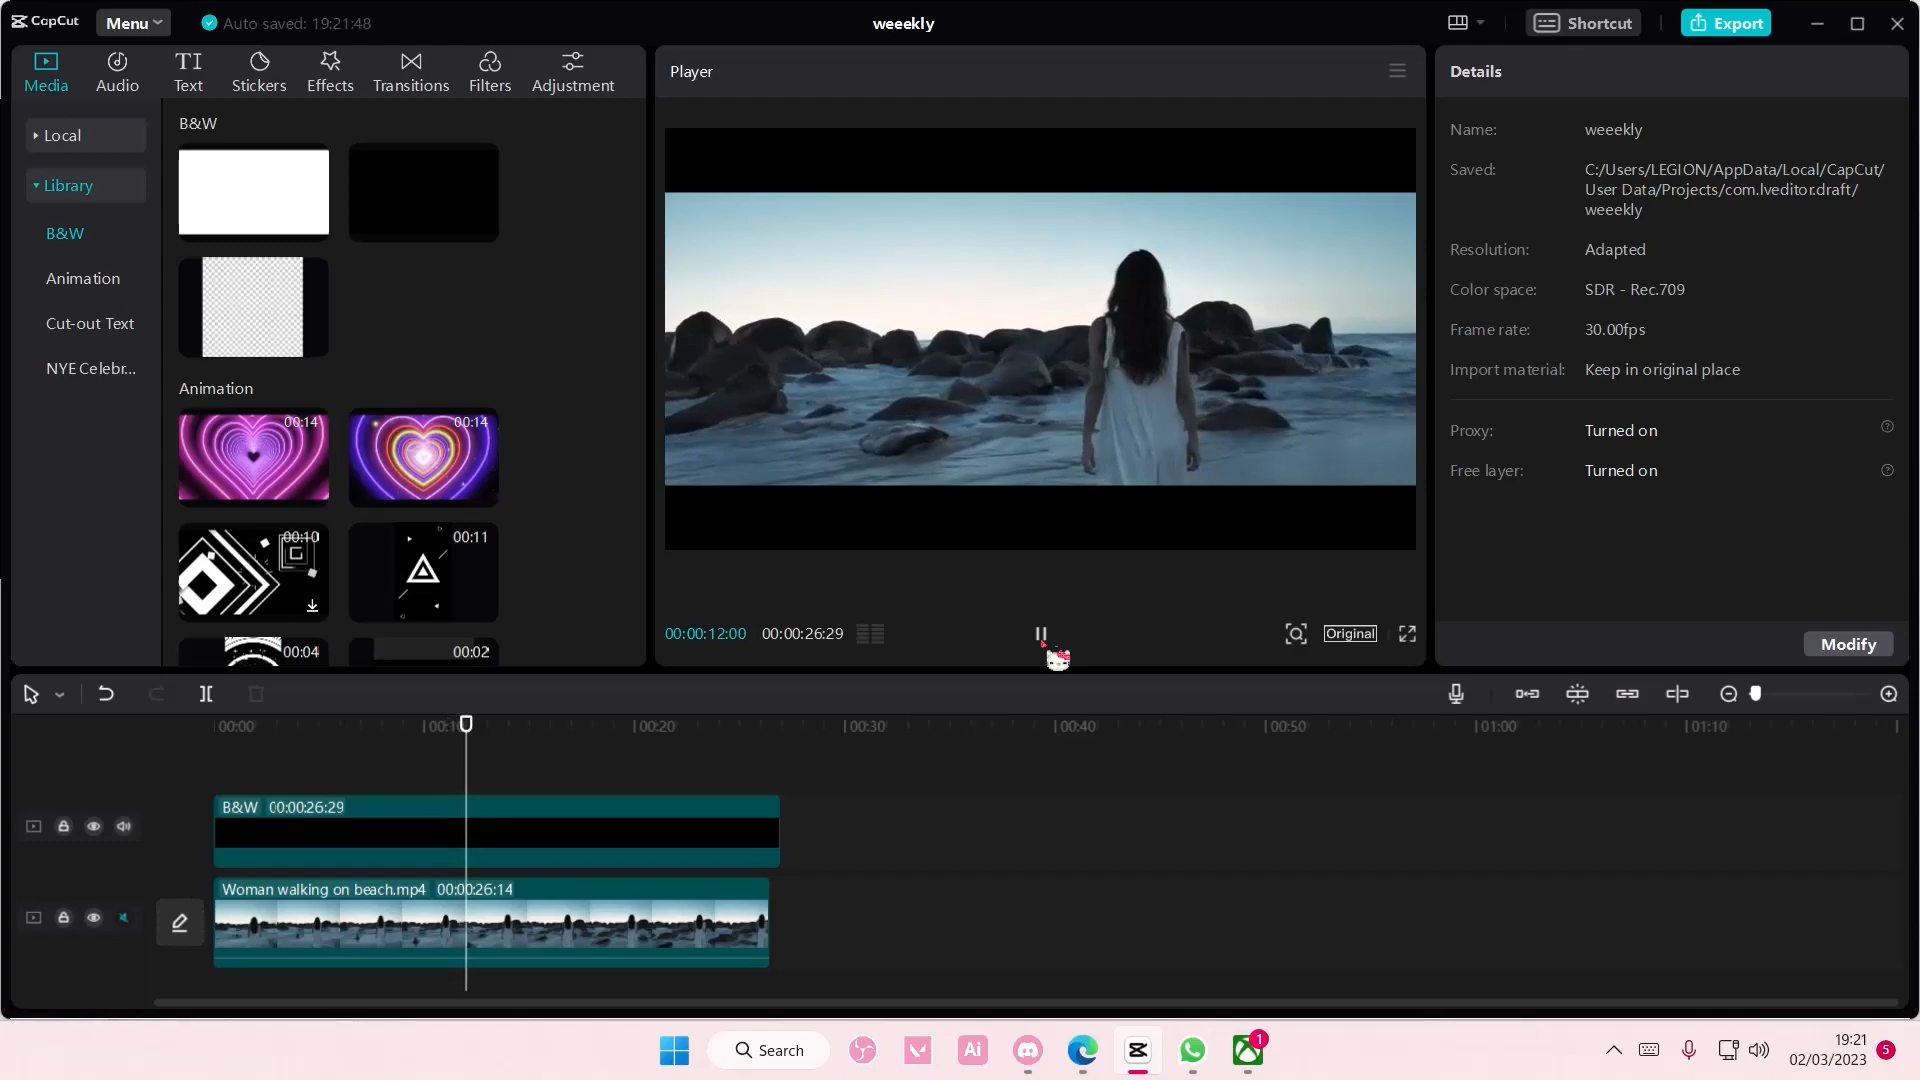 CapCut
Menu
Auto saved: 19:21:48
weeekly
Shortcut
Export
Media
Audio
TI
Text
Stickers
Effects
Transitions
Filters
Adjustment
Local
Library
B&W
Animation
Cut-out Text
NYE Celebr...
B&W
Animation
00:14
00:14
00:10
00:11
00:04
00:02
Player
00:00:12:00
00:00:26:29
Original
Details
Name:
weeekly
Saved:
C:/Users/LEGION/AppData/Local/CapCut/
User Data/Projects/com.lveditor.draft/
weeekly
Resolution:
Adapted
Color space:
SDR - Rec.709
Frame rate:
30.00fps
Import material:
Keep in original place
Proxy:
Turned on
Free layer:
Turned on
Modify
00:00
00:10
00:20
00:30
00:40
00:50
01:00
01:10
B&W 00:00:26:29
Woman walking on beach.mp4 00:00:26:14
Search
Ai
1
19:21
02/03/2023
5